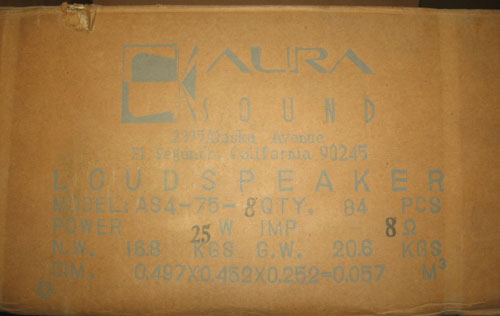 AURA
SOUND
2335 Alaska Avenue
El Segundo, California 90245
LOUDSPEAKER
MODEL: AS4-75-8 QTY. 84 PCS
POWER 25 W IMP 8 Ω
N.W. 18.8 KGS G.W. 20.6 KGS
DIM. 0.497X0.452X0.252=0.057 M³